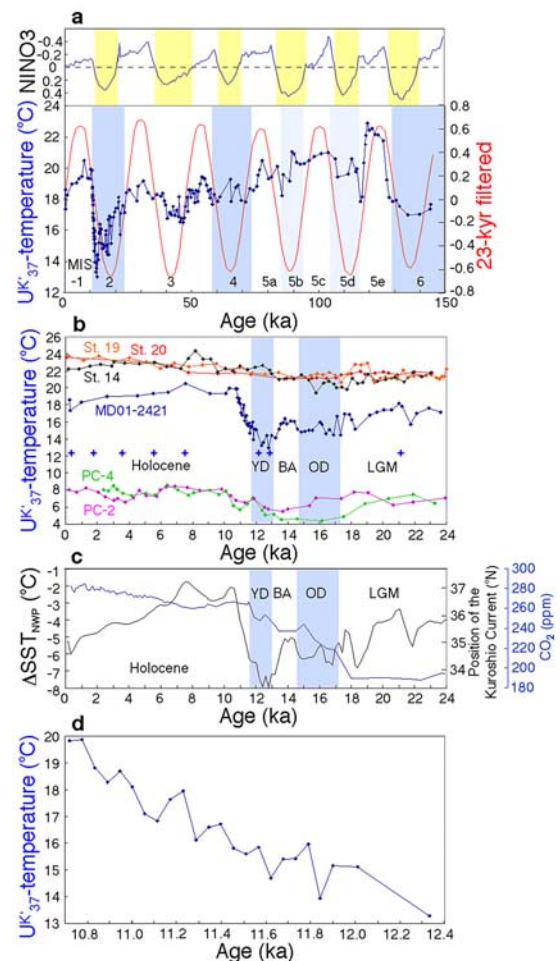 a
NINO3
-0.4
-0.2
0
0.2
0.4
UK'37-temperature (°C)
24
22
20
18
16
14
12
0.8
0.6
0.4
0.2
0
-0.2
-0.4
-0.6
-0.8
23-kyr filtered
MIS
-1 2 3 4 5a 5b 5c 5d 5e 6
0 50 100 150
Age (ka)
b
UK'37-temperature (°C)
26
24
22
20
18
16
14
12
10
8
6
4
St. 19 St. 20
St. 14
MD01-2421
Holocene YD BA OD LGM
PC-4
PC-2
0 2 4 6 8 10 12 14 16 18 20 22 24
Age (ka)
c
ΔSSTNWP (°C)
-1
-2
-3
-4
-5
-6
-7
-8
YD BA OD LGM
Holocene
37
36
35
34
Position of the
Kuroshio Current (°N)
300
280
260
240
220
200
180
CO2
(ppm)
0 2 4 6 8 10 12 14 16 18 20 22 24
Age (ka)
d
UK'37-temperature (°C)
20
19
18
17
16
15
14
13
10.8 11.0 11.2 11.4 11.6 11.8 12.0 12.2 12.4
Age (ka)